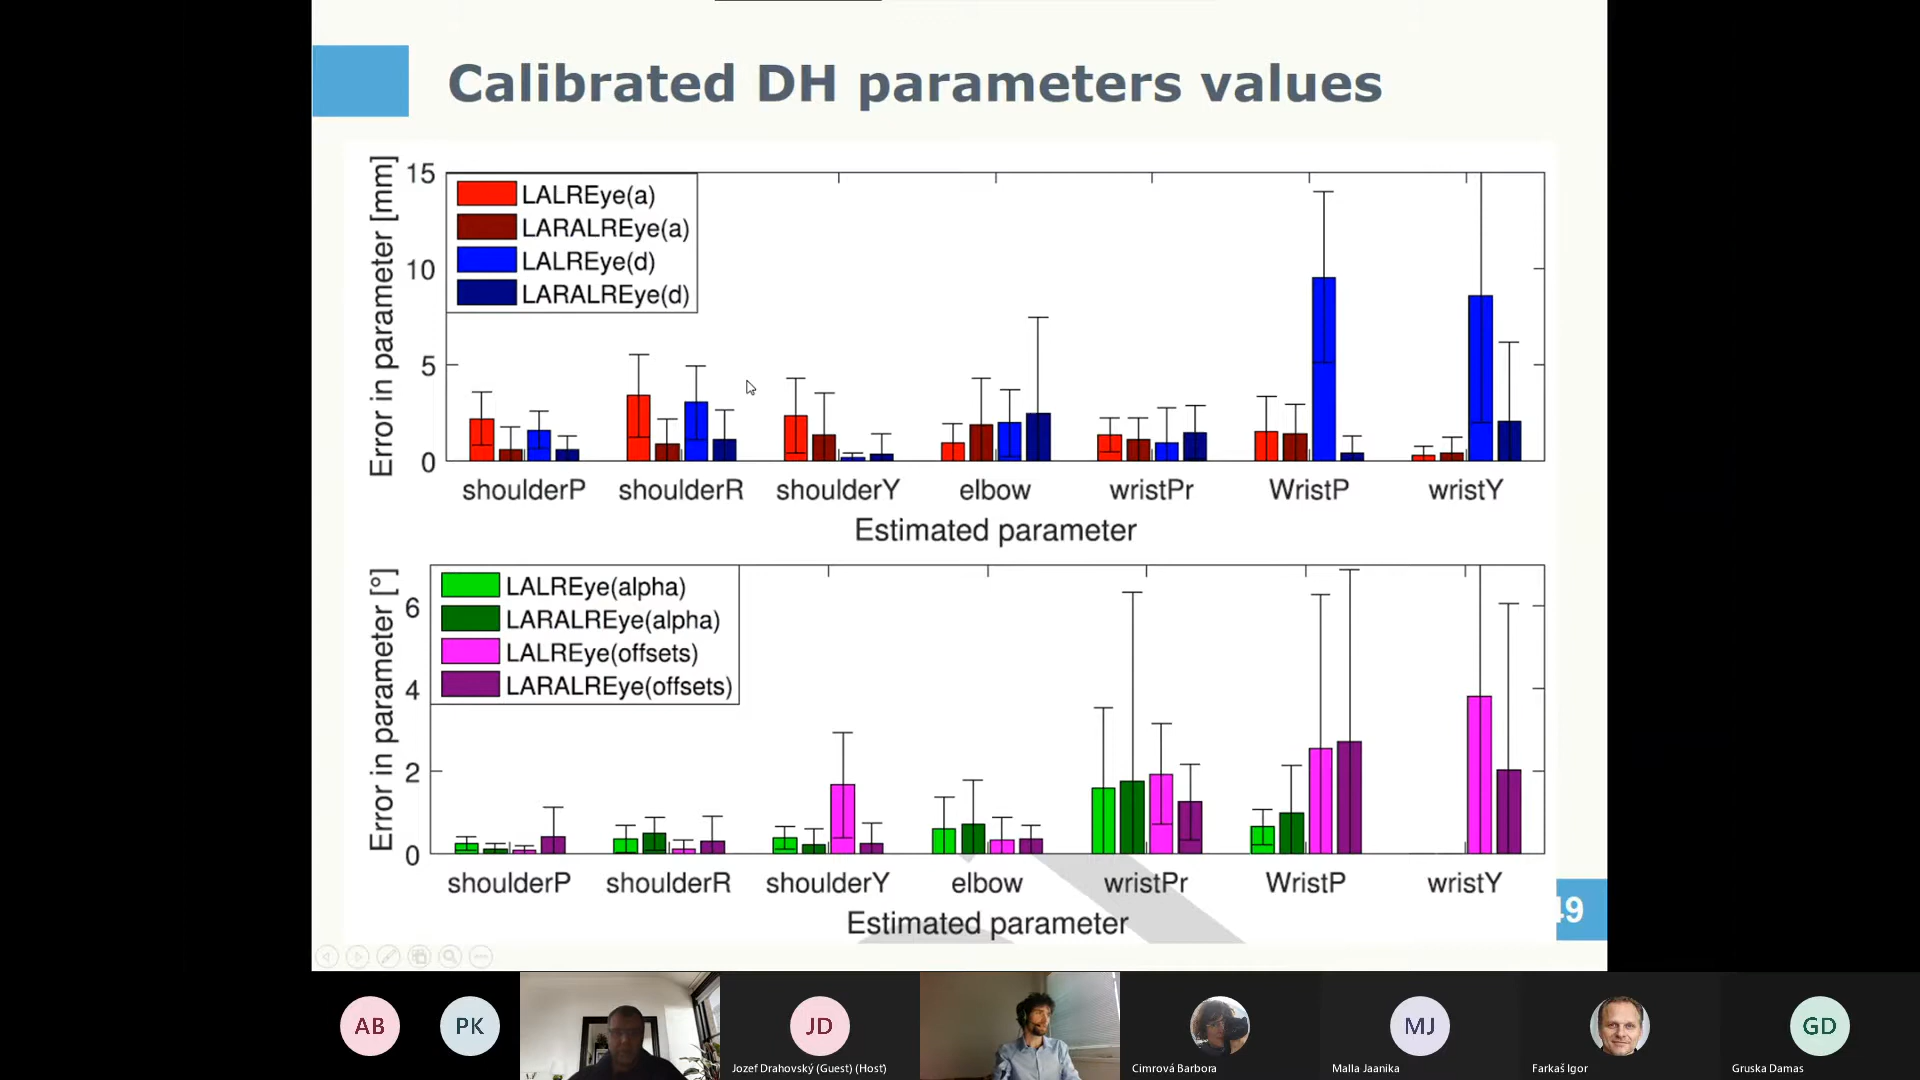 Calibrated DH parameters values
Error in parameter [mm]
15
10
5
0
LALREye(a)
LARALREye(a)
LALREye(d)
LARALREye(d)
shoulderP shoulderR shoulderY elbow wristPr WristP wristY
Estimated parameter
Error in parameter [°]
6
4
2
0
LALREye(alpha)
LARALREye(alpha)
LALREye(offsets)
LARALREye(offsets)
shoulderP shoulderR shoulderY elbow wristPr WristP wristY
Estimated parameter
49
AB PK JD MJ GD
Jozef Drahovský (Guest) (Host) Cimrová Barbora Malla Jaanika Farkaš Igor Gruska Damas